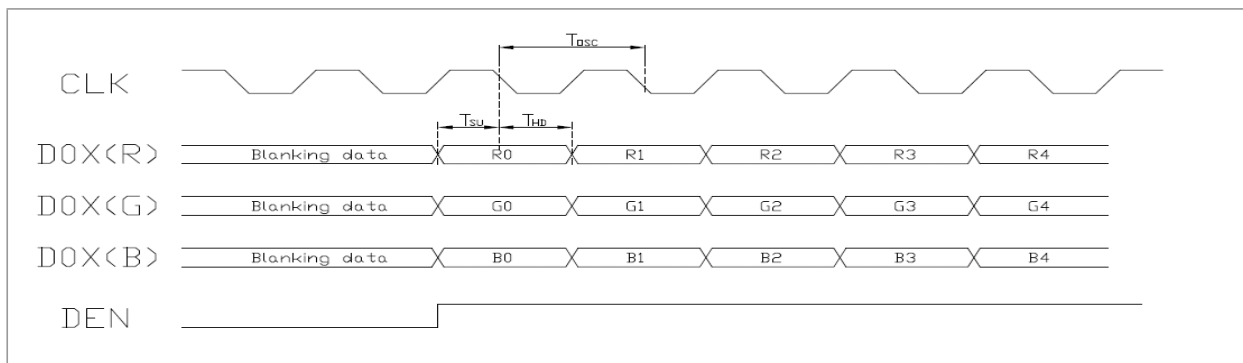 Tosc
CLK
Tsu THD
DOX(R) Blanking data R0 R1 R2 R3 R4
DOX(G) Blanking data G0 G1 G2 G3 G4
DOX(B) Blanking data B0 B1 B2 B3 B4
DEN